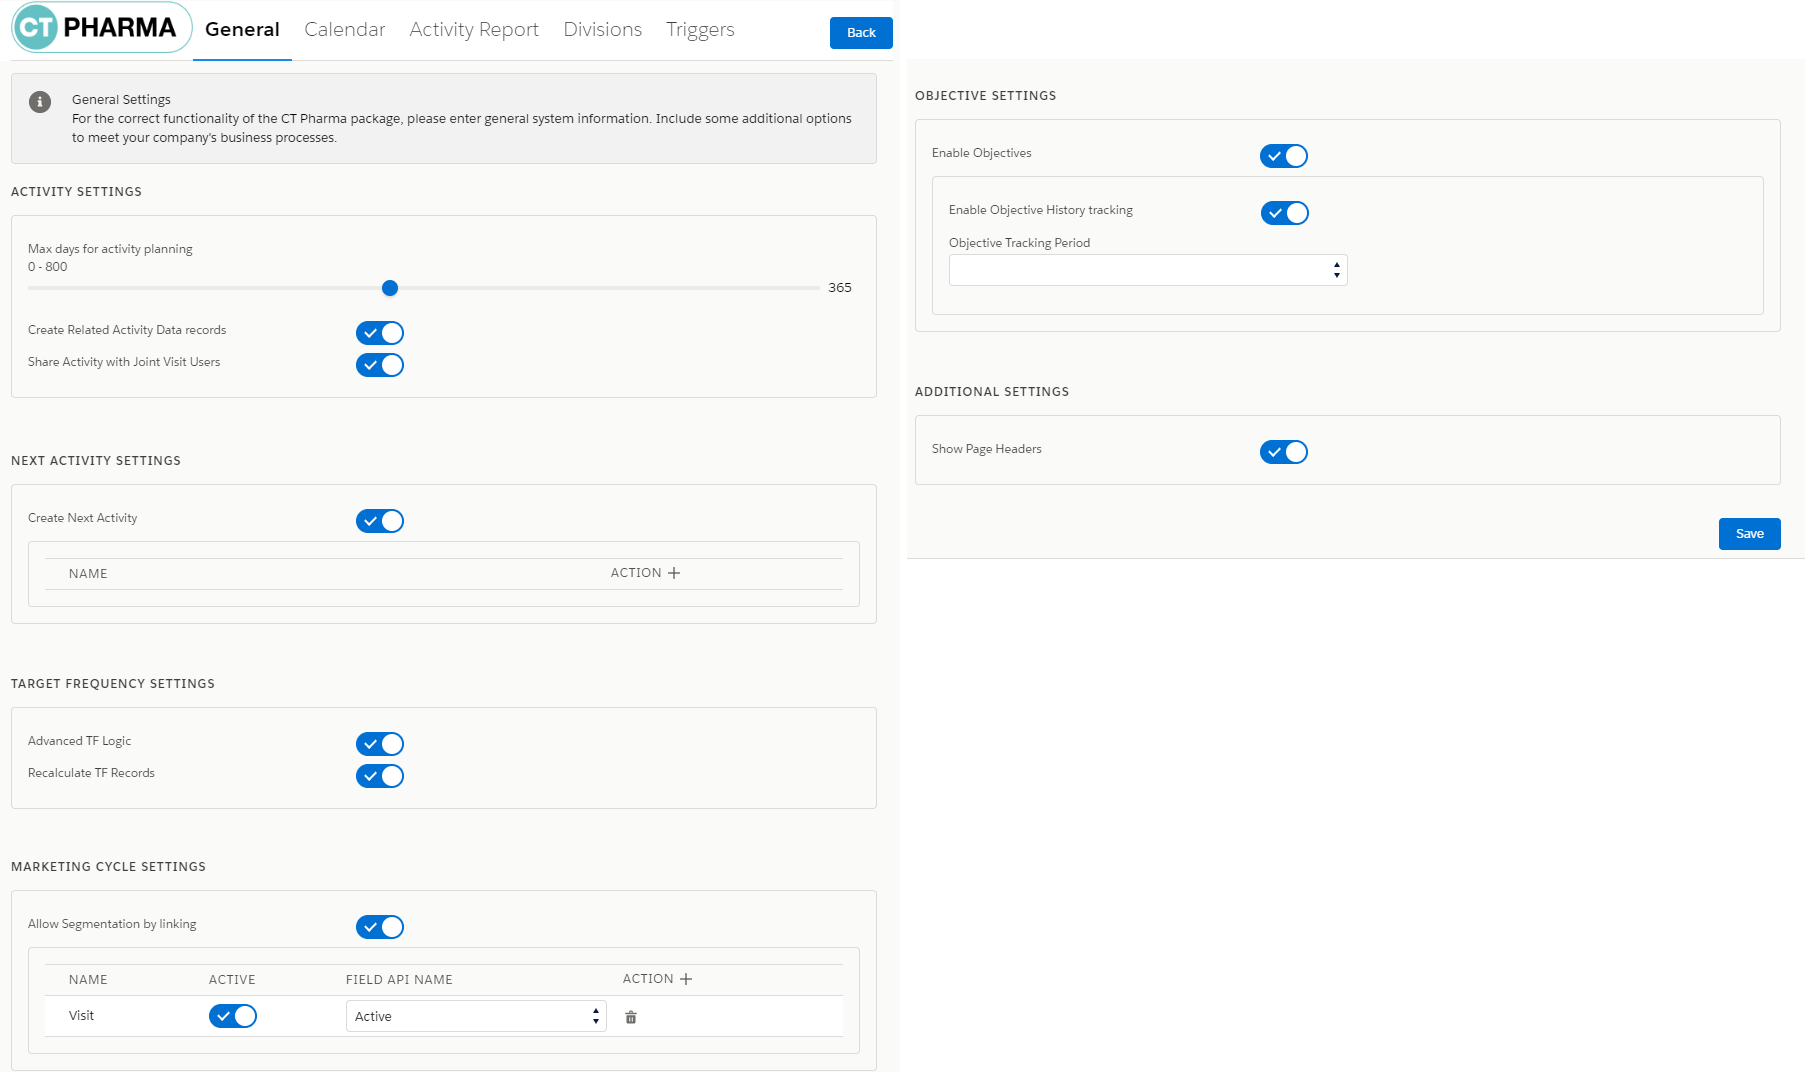 CT PHARMA
General
Calendar
Activity Report
Divisions
Triggers
Back
General Settings
For the correct functionality of the CT Pharma package, please enter general system information. Include some additional options
to meet your company's business processes.
ACTIVITY SETTINGS
Max days for activity planning
0 - 800
365
Create Related Activity Data records
Share Activity with Joint Visit Users
NEXT ACTIVITY SETTINGS
Create Next Activity
NAME ACTION
TARGET FREQUENCY SETTINGS
Advanced TF Logic
Recalculate TF Records
MARKETING CYCLE SETTINGS
Allow Segmentation by linking
NAME ACTIVE FIELD API NAME ACTION
Visit Active
OBJECTIVE SETTINGS
Enable Objectives
Enable Objective History tracking
Objective Tracking Period
ADDITIONAL SETTINGS
Show Page Headers
Save